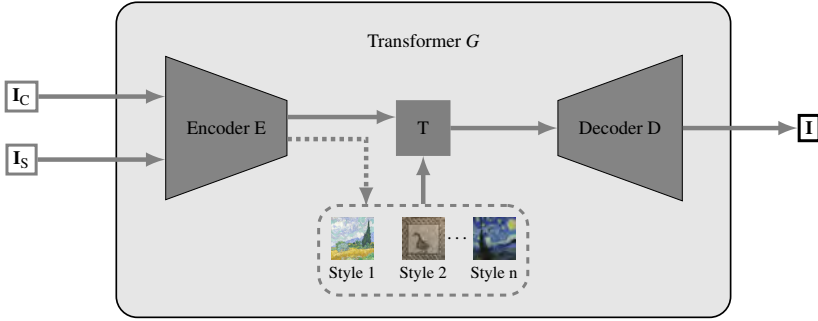 Transformer G
I_C
I_S
Encoder E
T
Decoder D
I
...
Style 1
Style 2
Style n